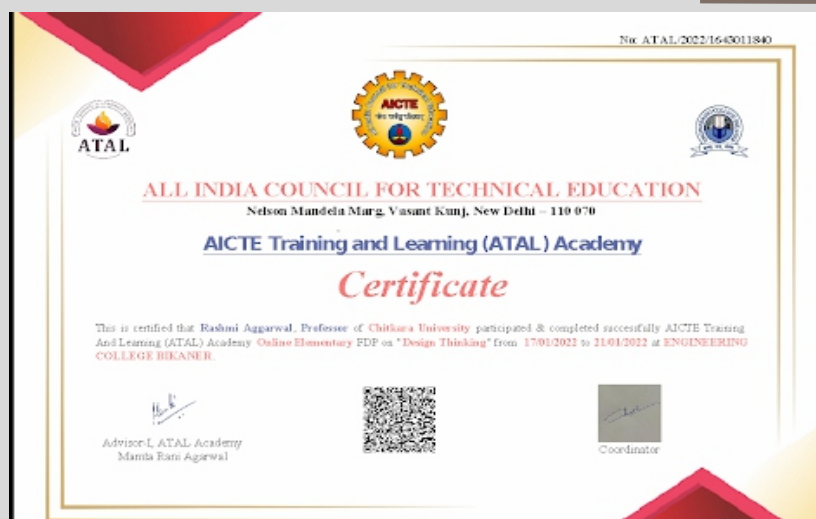 No: ATAL/2022/1643011840
AICTE
ATAL
ALL INDIA COUNCIL FOR TECHNICAL EDUCATION
Nelson Mandela Marg, Vasant Kunj, New Delhi – 110 070
AICTE Training and Learning (ATAL) Academy
Certificate
This is certified that Rashmi Aggarwal, Professor of Chitkara University participated & completed successfully AICTE Training
And Learning (ATAL) Academy Online Elementary FDP on "Design Thinking" from 17/01/2022 to 21/01/2022 at ENGINEERING
COLLEGE BIKANER.
Advisor-I, ATAL Academy
Mamta Rani Agarwal
Coordinator